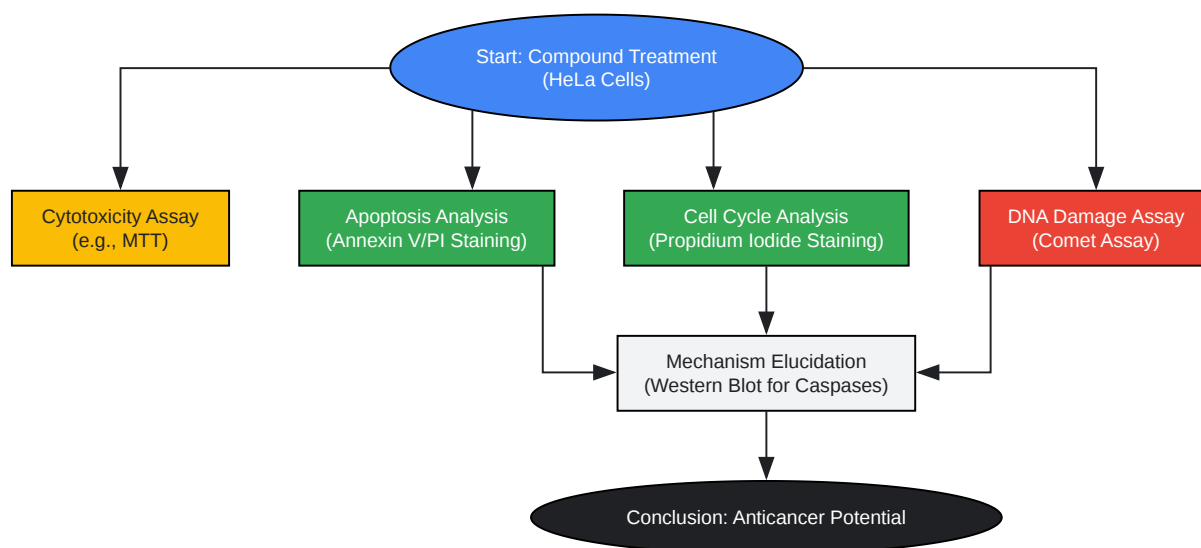 Start: Compound Treatment
(HeLa Cells)
Cytotoxicity Assay
(e.g., MTT)
Apoptosis Analysis
(Annexin V/PI Staining)
Cell Cycle Analysis
(Propidium Iodide Staining)
DNA Damage Assay
(Comet Assay)
Mechanism Elucidation
(Western Blot for Caspases)
Conclusion: Anticancer Potential